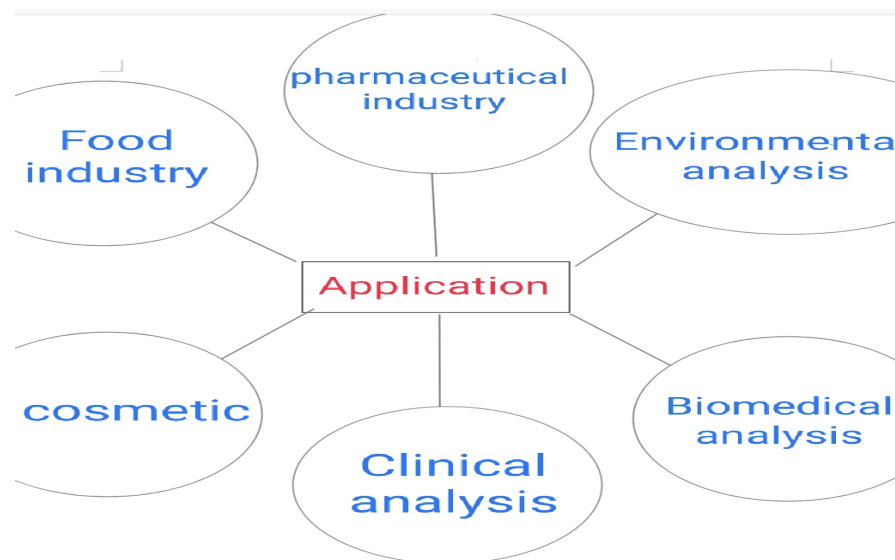 pharmaceutical
industry
Food
industry
Environmenta
analysis
Application
cosmetic
Biomedical
analysis
Clinical
analysis